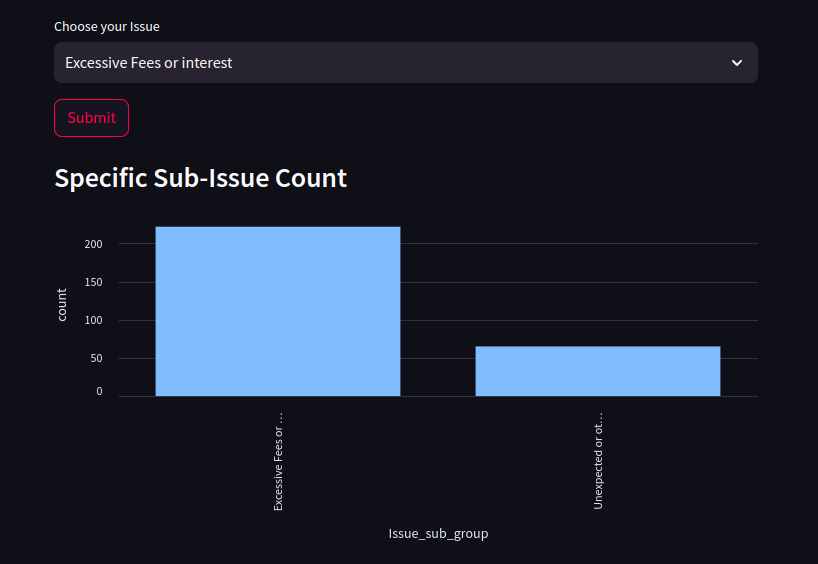 Choose your Issue
Excessive Fees or interest
Submit
Specific Sub-Issue Count
200
150
100
50
0
count
Excessive Fees or …
Unexpected or ot…
Issue_sub_group